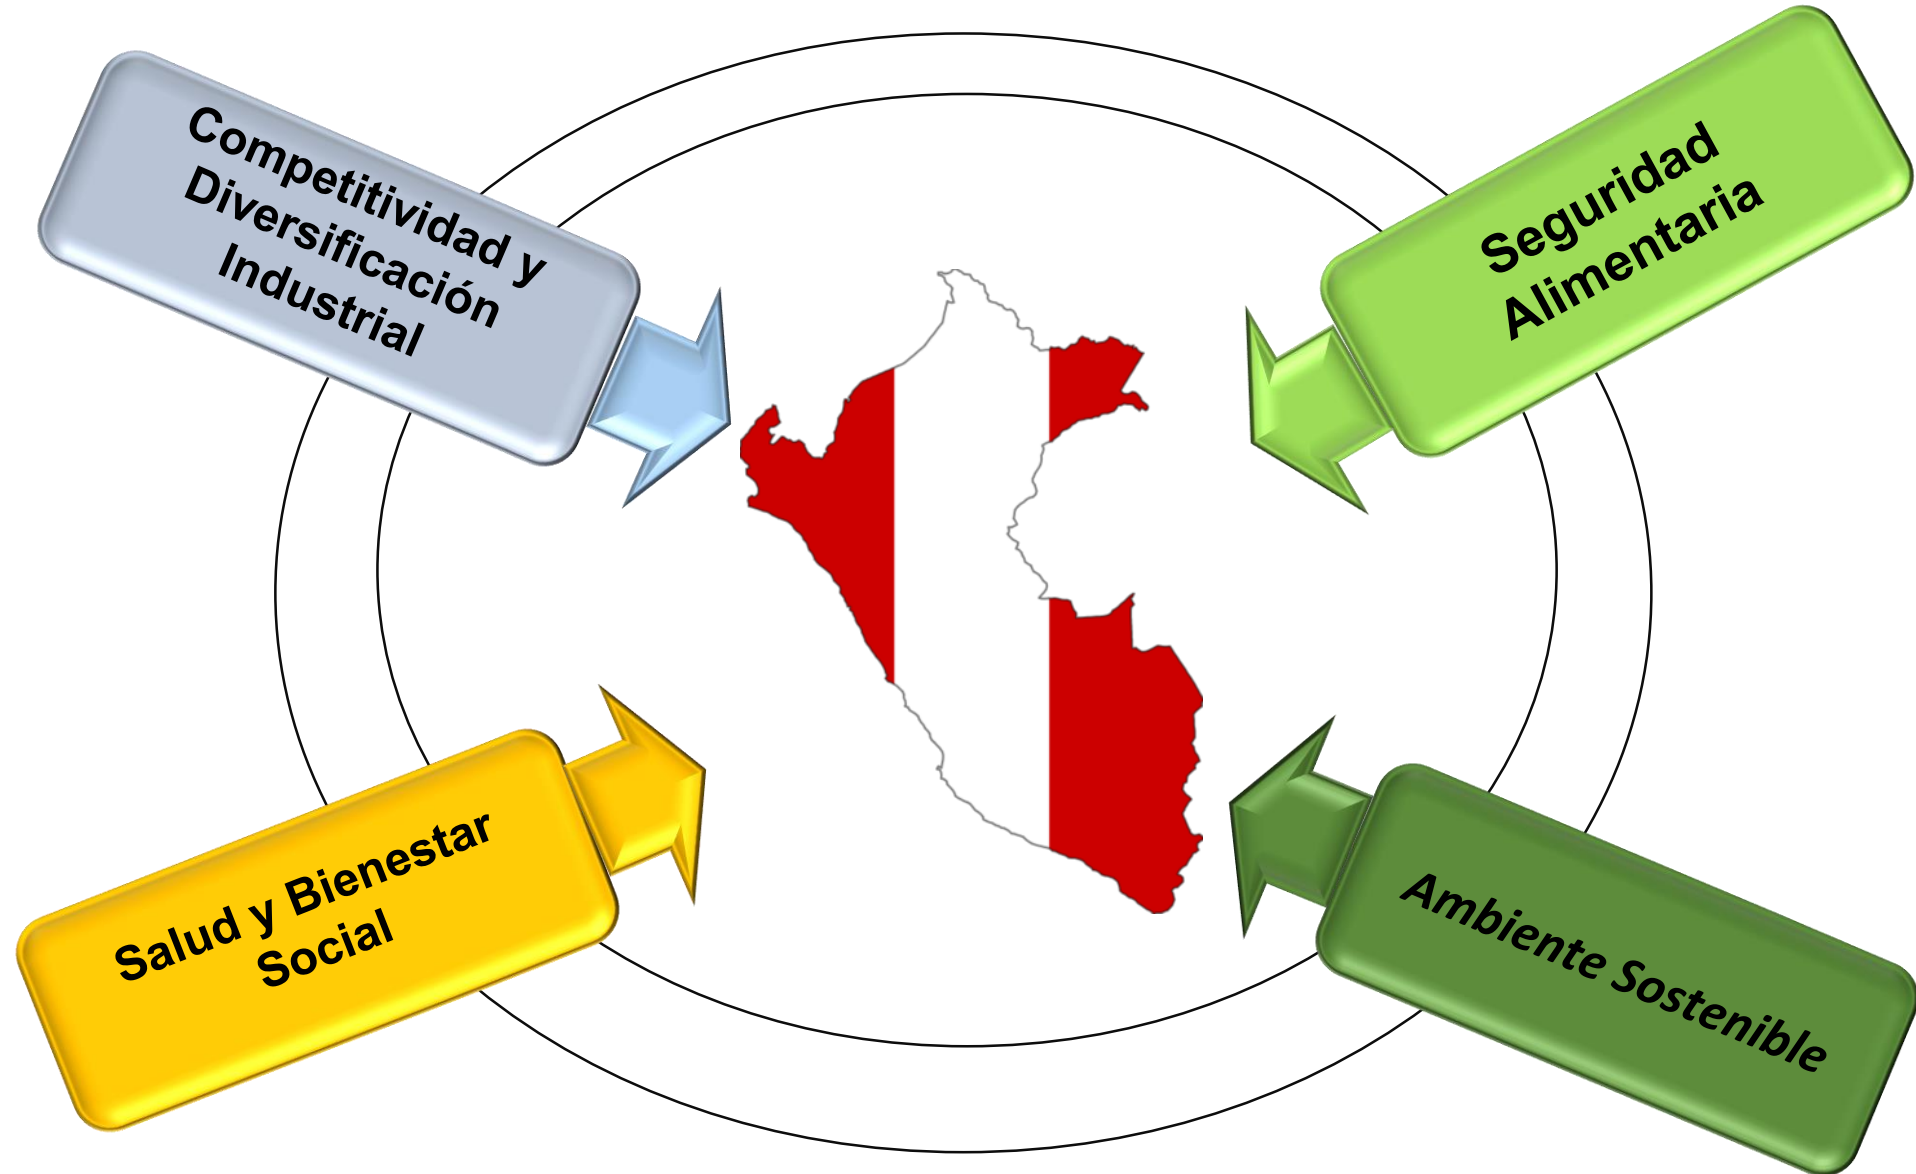 Competitividad y
Diversificación
Industrial
Seguridad
Alimentaria
Salud y Bienestar
Social
Ambiente Sostenible